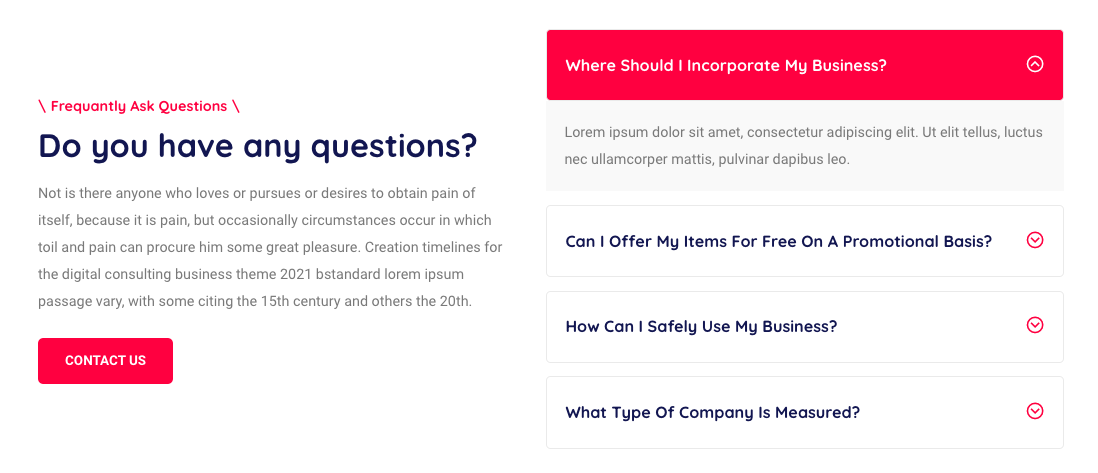 \ Frequantly Ask Questions \
Do you have any questions?
Not is there anyone who loves or pursues or desires to obtain pain of
itself, because it is pain, but occasionally circumstances occur in which
toil and pain can procure him some great pleasure. Creation timelines for
the digital consulting business theme 2021 bstandard lorem ipsum
passage vary, with some citing the 15th century and others the 20th.
CONTACT US
Where Should I Incorporate My Business?
Lorem ipsum dolor sit amet, consectetur adipiscing elit. Ut elit tellus, luctus
nec ullamcorper mattis, pulvinar dapibus leo.
Can I Offer My Items For Free On A Promotional Basis?
How Can I Safely Use My Business?
What Type Of Company Is Measured?